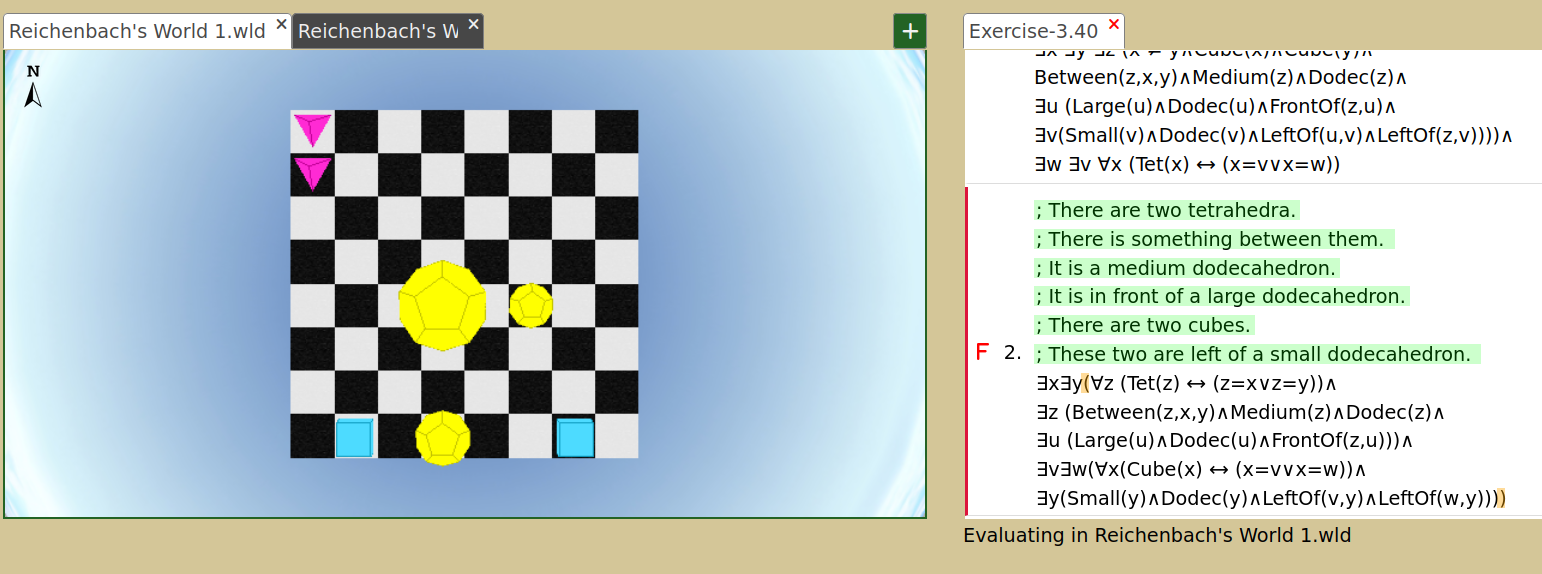 Reichenbach's World 1.wld × Reichenbach's W × +
N
Exercise-3.40 ×
∃x ∃y ∃z (x ≠ y∧Cube(x)∧Cube(y)∧
Between(z,x,y)∧Medium(z)∧Dodec(z)∧
∃u (Large(u)∧Dodec(u)∧FrontOf(z,u)∧
∃v(Small(v)∧Dodec(v)∧LeftOf(u,v)∧LeftOf(z,v))))∧
∃w ∃v ∀x (Tet(x) ↔ (x=v∨x=w))
; There are two tetrahedra.
; There is something between them.
; It is a medium dodecahedron.
; It is in front of a large dodecahedron.
; There are two cubes.
F 2. ; These two are left of a small dodecahedron.
∃x∃y(∀z (Tet(z) ↔ (z=x∨z=y))∧
∃z (Between(z,x,y)∧Medium(z)∧Dodec(z)∧
∃u (Large(u)∧Dodec(u)∧FrontOf(z,u)))∧
∃v∃w(∀x(Cube(x) ↔ (x=v∨x=w))∧
∃y(Small(y)∧Dodec(y)∧LeftOf(v,y)∧LeftOf(w,y))))
Evaluating in Reichenbach's World 1.wld